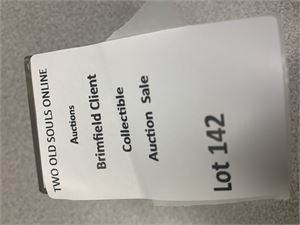 TWO OLD SOULS ONLINE
Auctions
Brimfield Client
Collectible
Auction Sale
Lot 142